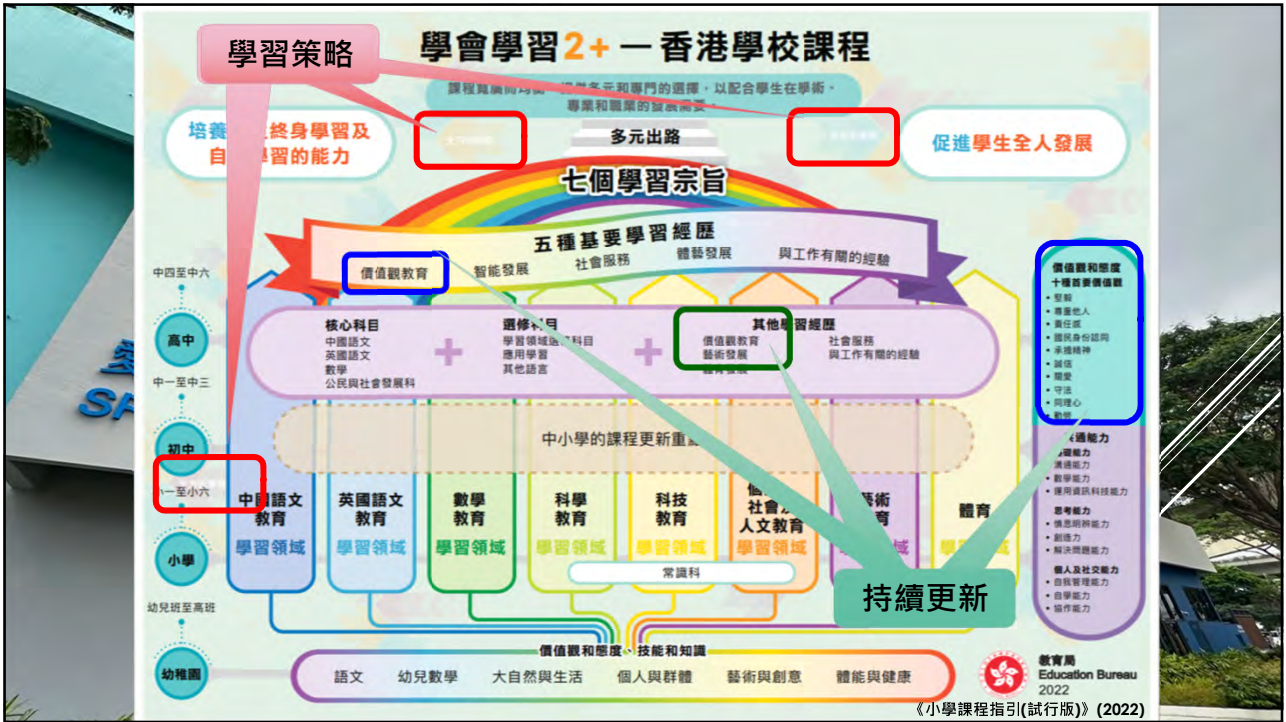 學習策略
學會學習2+ — 香港學校課程
專業和職業的發展需要。
培養 終身學習及
自 學習的能力
多元出路
促進學生全人發展
七個學習宗旨
五種基要學習經歷
價值觀教育 智能發展 社會服務 體藝發展 與工作有關的經驗
中四至中六
高中
中一至中三
初中
小一至小六
小學
幼兒班至高班
幼稚園
核心科目
中國語文
英國語文
數學
公民與社會發展科
+
選修科目
應用學習
其他語言
+
其他學習經歷
價值觀教育
藝術發展
社會服務
與工作有關的經驗
中小學的課程更新重
中國語文
教育
學習領域
英國語文
教育
學習領域
數學
教育
學習領域
科學
教育
學習領域
科技
教育
學習領域
社會及
人文教育
學習領域
體育
常識科
價值觀和態度
十種首要價值觀
• 堅毅
• 尊重他人
• 責任感
• 國民身份認同
• 承擔精神
• 誠信
• 關愛
• 守法
• 同理心
• 勤勞
通能力
礎能力
溝通能力
• 數學能力
• 運用資訊科技能力
思考能力
• 慎思明辨能力
• 創造力
• 解決問題能力
個人及社交能力
• 自我管理能力
• 自學能力
• 協作能力
持續更新
價值觀和態度、技能和知識
語文 幼兒數學 大自然與生活 個人與群體 藝術與創意 體能與健康
教育局
Education Bureau
2022
《小學課程指引(試行版)》(2022)